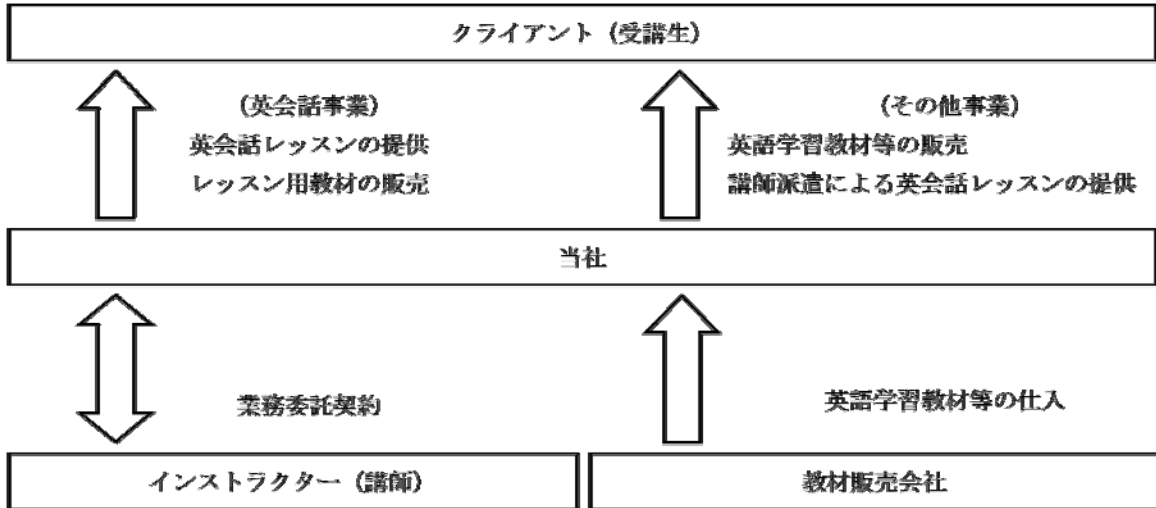 クライアント（受講生）
（英会話事業）
英会話レッスンの提供
レッスン用教材の販売
（その他事業）
英語学習教材等の販売
講師派遣による英会話レッスンの提供
当社
業務委託契約
英語学習教材等の仕入
インストラクター（講師）
教材販売会社